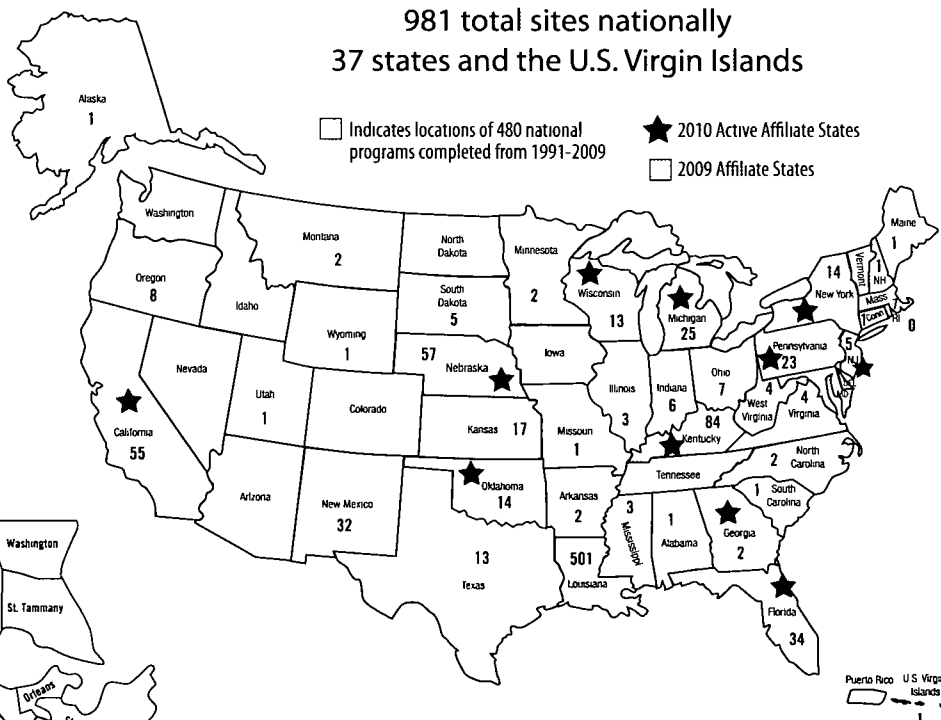 981 total sites nationally
37 states and the U.S. Virgin Islands
Indicates locations of 480 national
programs completed from 1991-2009
2010 Active Affiliate States
2009 Affiliate States
Alaska
1
Washington
Oregon
8
California
55
Idaho
Nevada
Montana
2
Wyoming
1
Utah
1
Arizona
Colorado
New Mexico
32
North
Dakota
South
Dakota
5
57
Nebraska
Kansas 17
Oklahoma
14
13
Texas
Minnesota
2
Iowa
Missouri
1
Arkansas
2
501
Louisiana
Wisconsin
13
Illinois
3
Michigan
25
Indiana
6
Ohio
7
84
Kentucky
Tennessee
3
Mississippi
1
Alabama
Georgia
2
Florida
34
1
South
Carolina
2
North
Carolina
4
Virginia
4
West
Virginia
Pennsylvania
23
14
New York
5
NJ
Vermont
1
NH
Maine
1
Mass
7
Conn
RI
0
Puerto Rico
U S Virgi
Islands
1
Washington
St. Tammany
Orleans